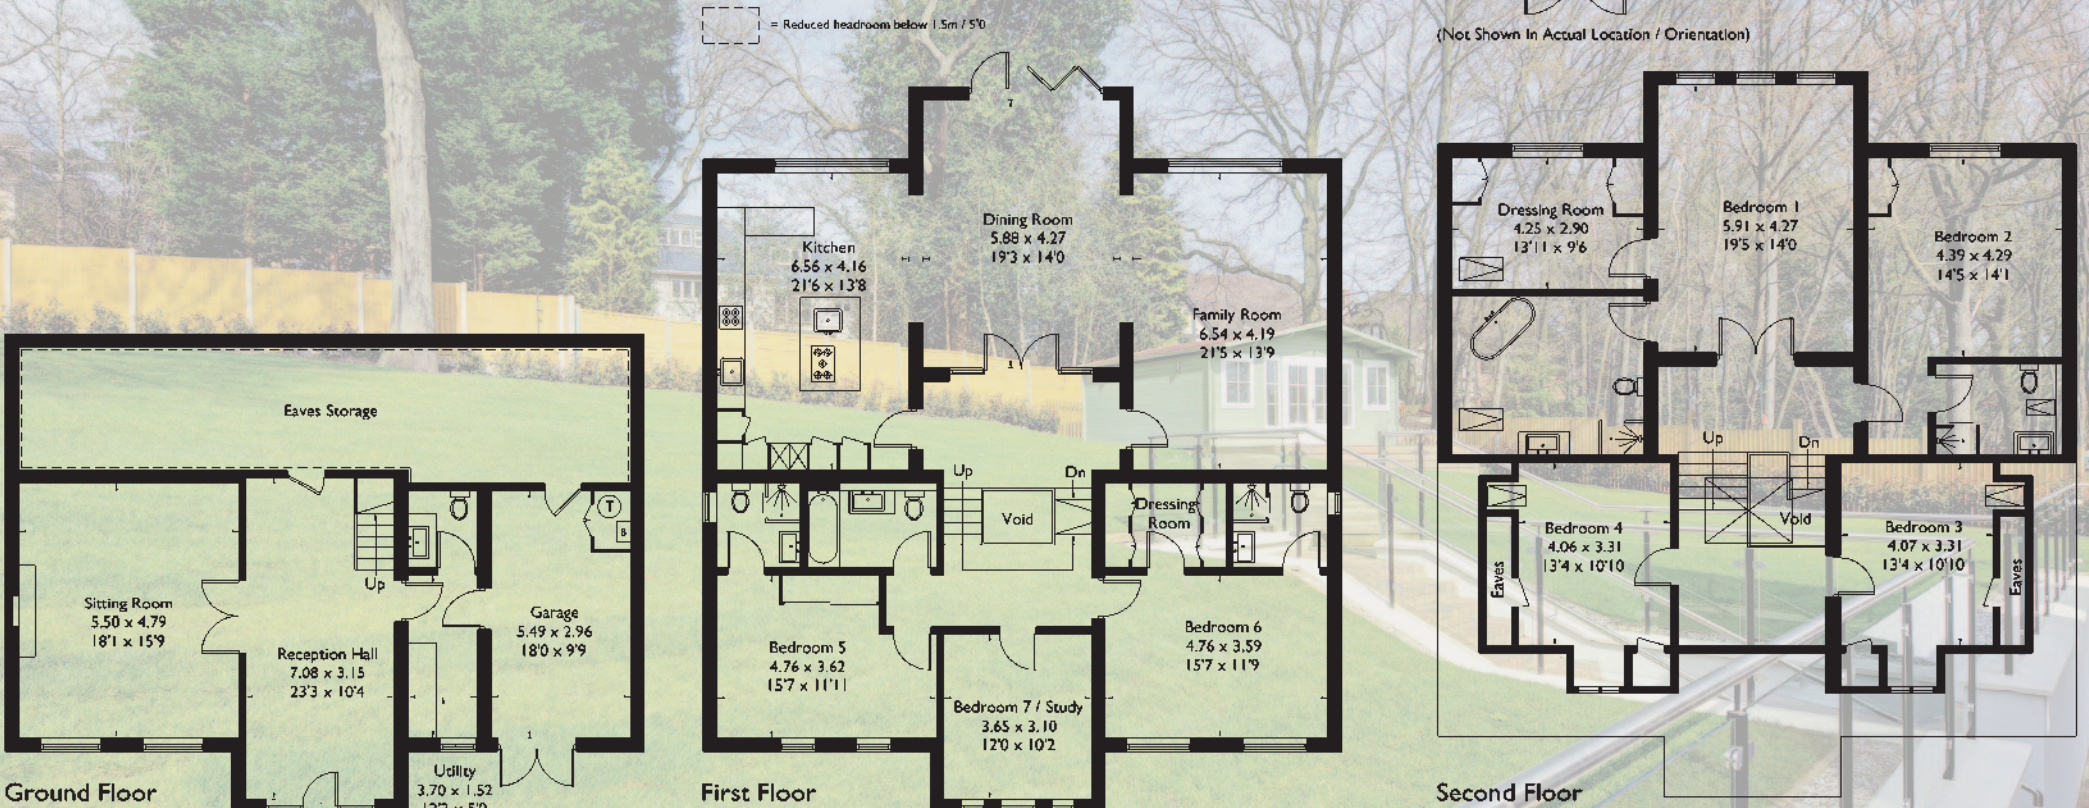 = Reduced headroom below 1.5m / 5'0
(Not Shown In Actual Location / Orientation)
Eaves Storage
Sitting Room
5.50 x 4.79
18'1 x 15'9
Reception Hall
7.08 x 3.15
23'3 x 10'4
Up
Garage
5.49 x 2.96
18'0 x 9'9
T
B
Utility
3.70 x 1.52
Ground Floor
Kitchen
6.56 x 4.16
21'6 x 13'8
Dining Room
5.88 x 4.27
19'3 x 14'0
Family Room
6.54 x 4.19
21'5 x 13'9
Up
Dn
Void
Dressing
Room
Bedroom 5
4.76 x 3.62
15'7 x 11'11
Bedroom 7 / Study
3.65 x 3.10
12'0 x 10'2
Bedroom 6
4.76 x 3.59
15'7 x 11'9
First Floor
Dressing Room
4.25 x 2.90
13'11 x 9'6
Bedroom 1
5.91 x 4.27
19'5 x 14'0
Bedroom 2
4.39 x 4.29
14'5 x 14'1
Up
Dn
Void
Bedroom 4
4.06 x 3.31
13'4 x 10'10
Eaves
Bedroom 3
4.07 x 3.31
13'4 x 10'10
Eaves
Second Floor